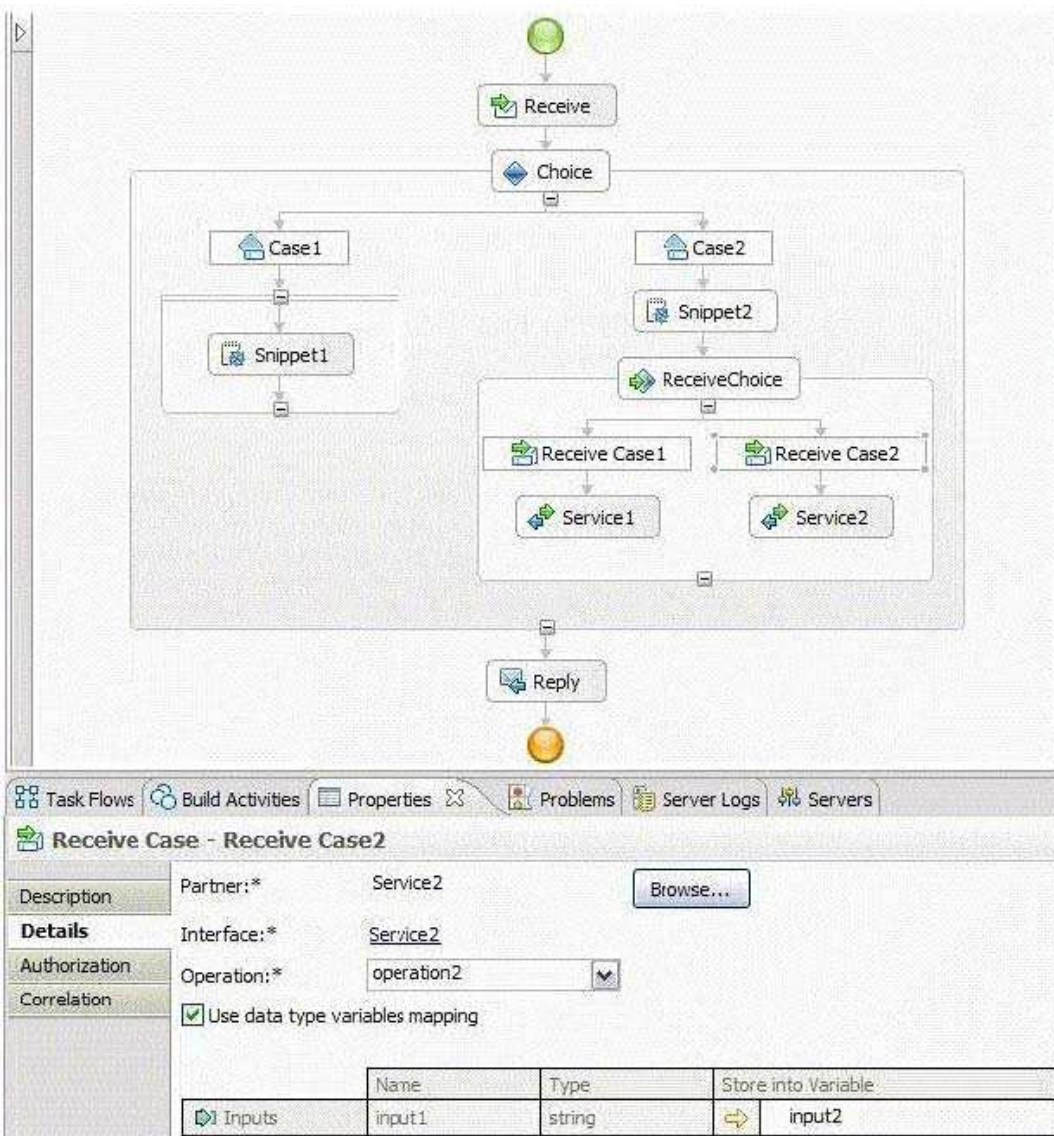 Receive
Choice
Case1
Case2
Snippet2
Snippet1
ReceiveChoice
Receive Case1
Receive Case2
Service1
Service2
Reply
Task Flows Build Activities Properties Problems Server Logs Servers
Receive Case - Receive Case2
Description
Details
Authorization
Correlation
Partner:* Service2 Browse...
Interface:* Service2
Operation:* operation2
Use data type variables mapping
Name Type Store into Variable
Inputs input1 string input2